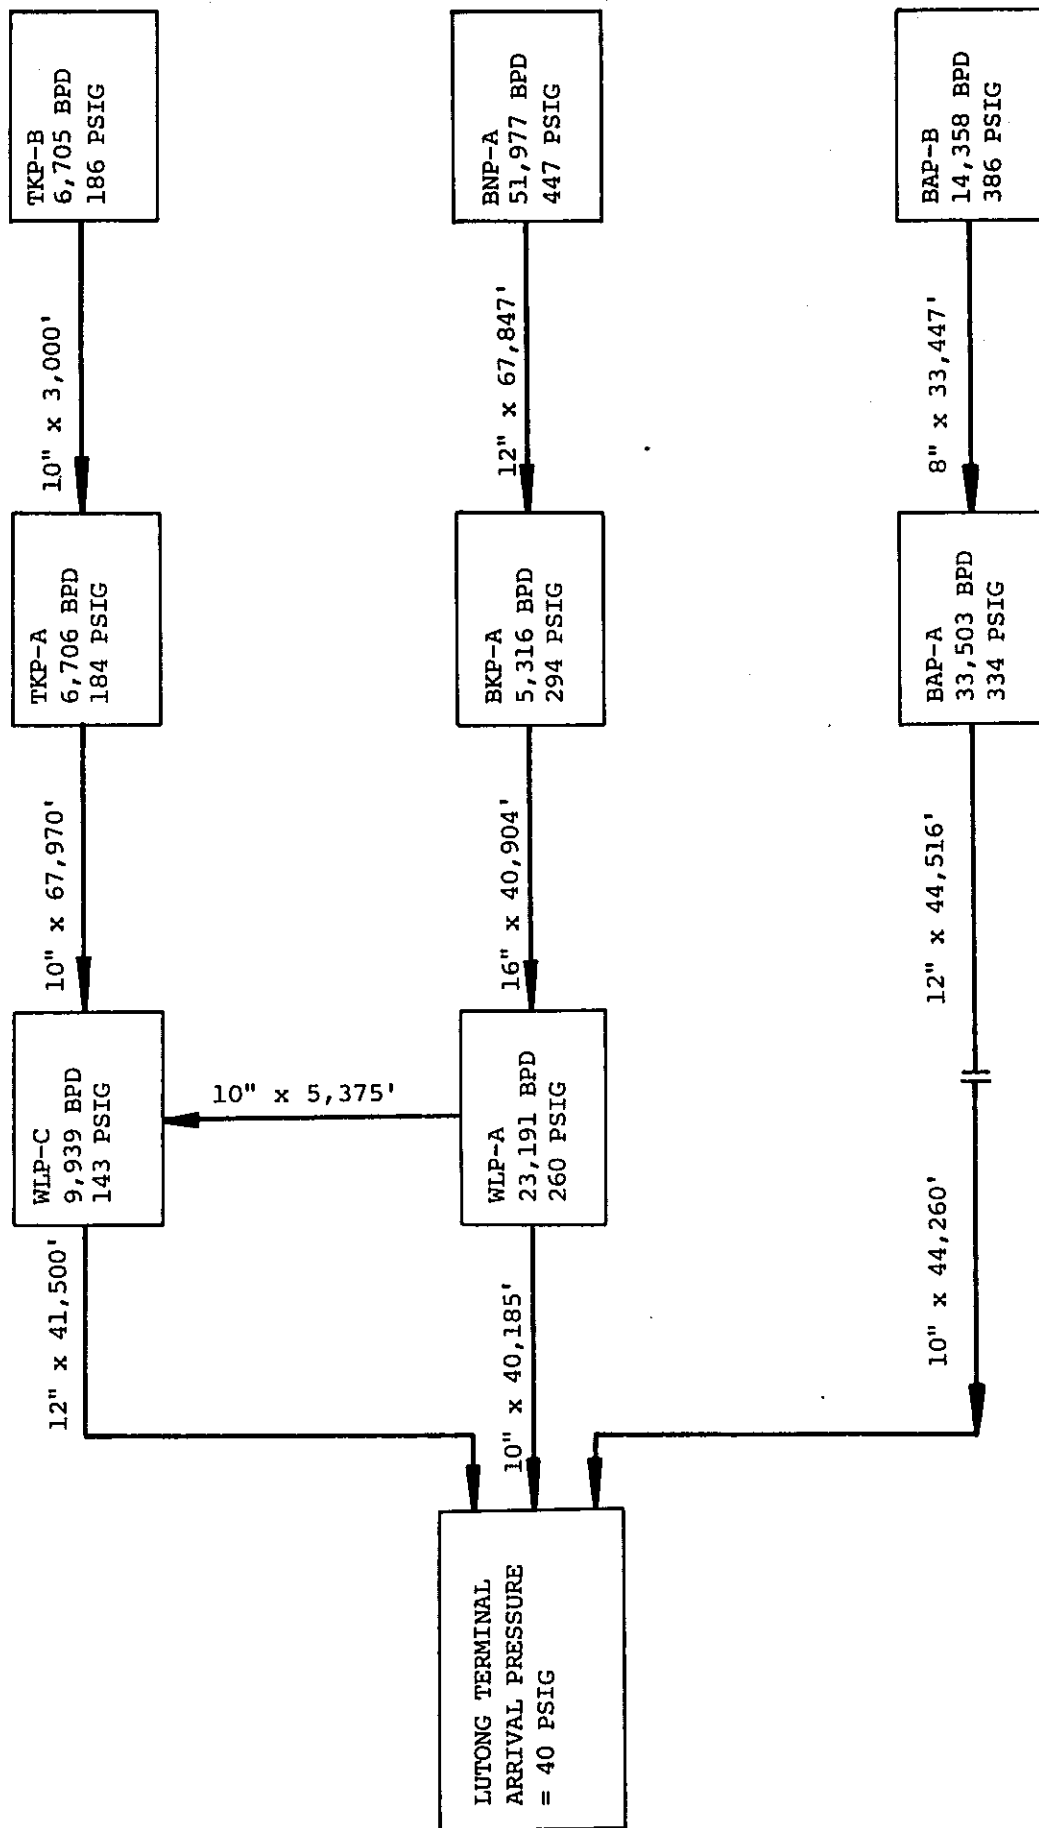 TKP-B
6,705 BPD
186 PSIG
10" x 3,000'
TKP-A
6,706 BPD
184 PSIG
10" x 67,970'
WLP-C
9,939 BPD
143 PSIG
12" x 41,500'
BNP-A
51,977 BPD
447 PSIG
12" x 67,847'
BKP-A
5,316 BPD
294 PSIG
16" x 40,904'
10" x 5,375'
WLP-A
23,191 BPD
260 PSIG
10" x 40,185'
BAP-B
14,358 BPD
386 PSIG
8" x 33,447'
BAP-A
33,503 BPD
334 PSIG
12" x 44,516'
10" x 44,260'
LUTONG TERMINAL
ARRIVAL PRESSURE
= 40 PSIG